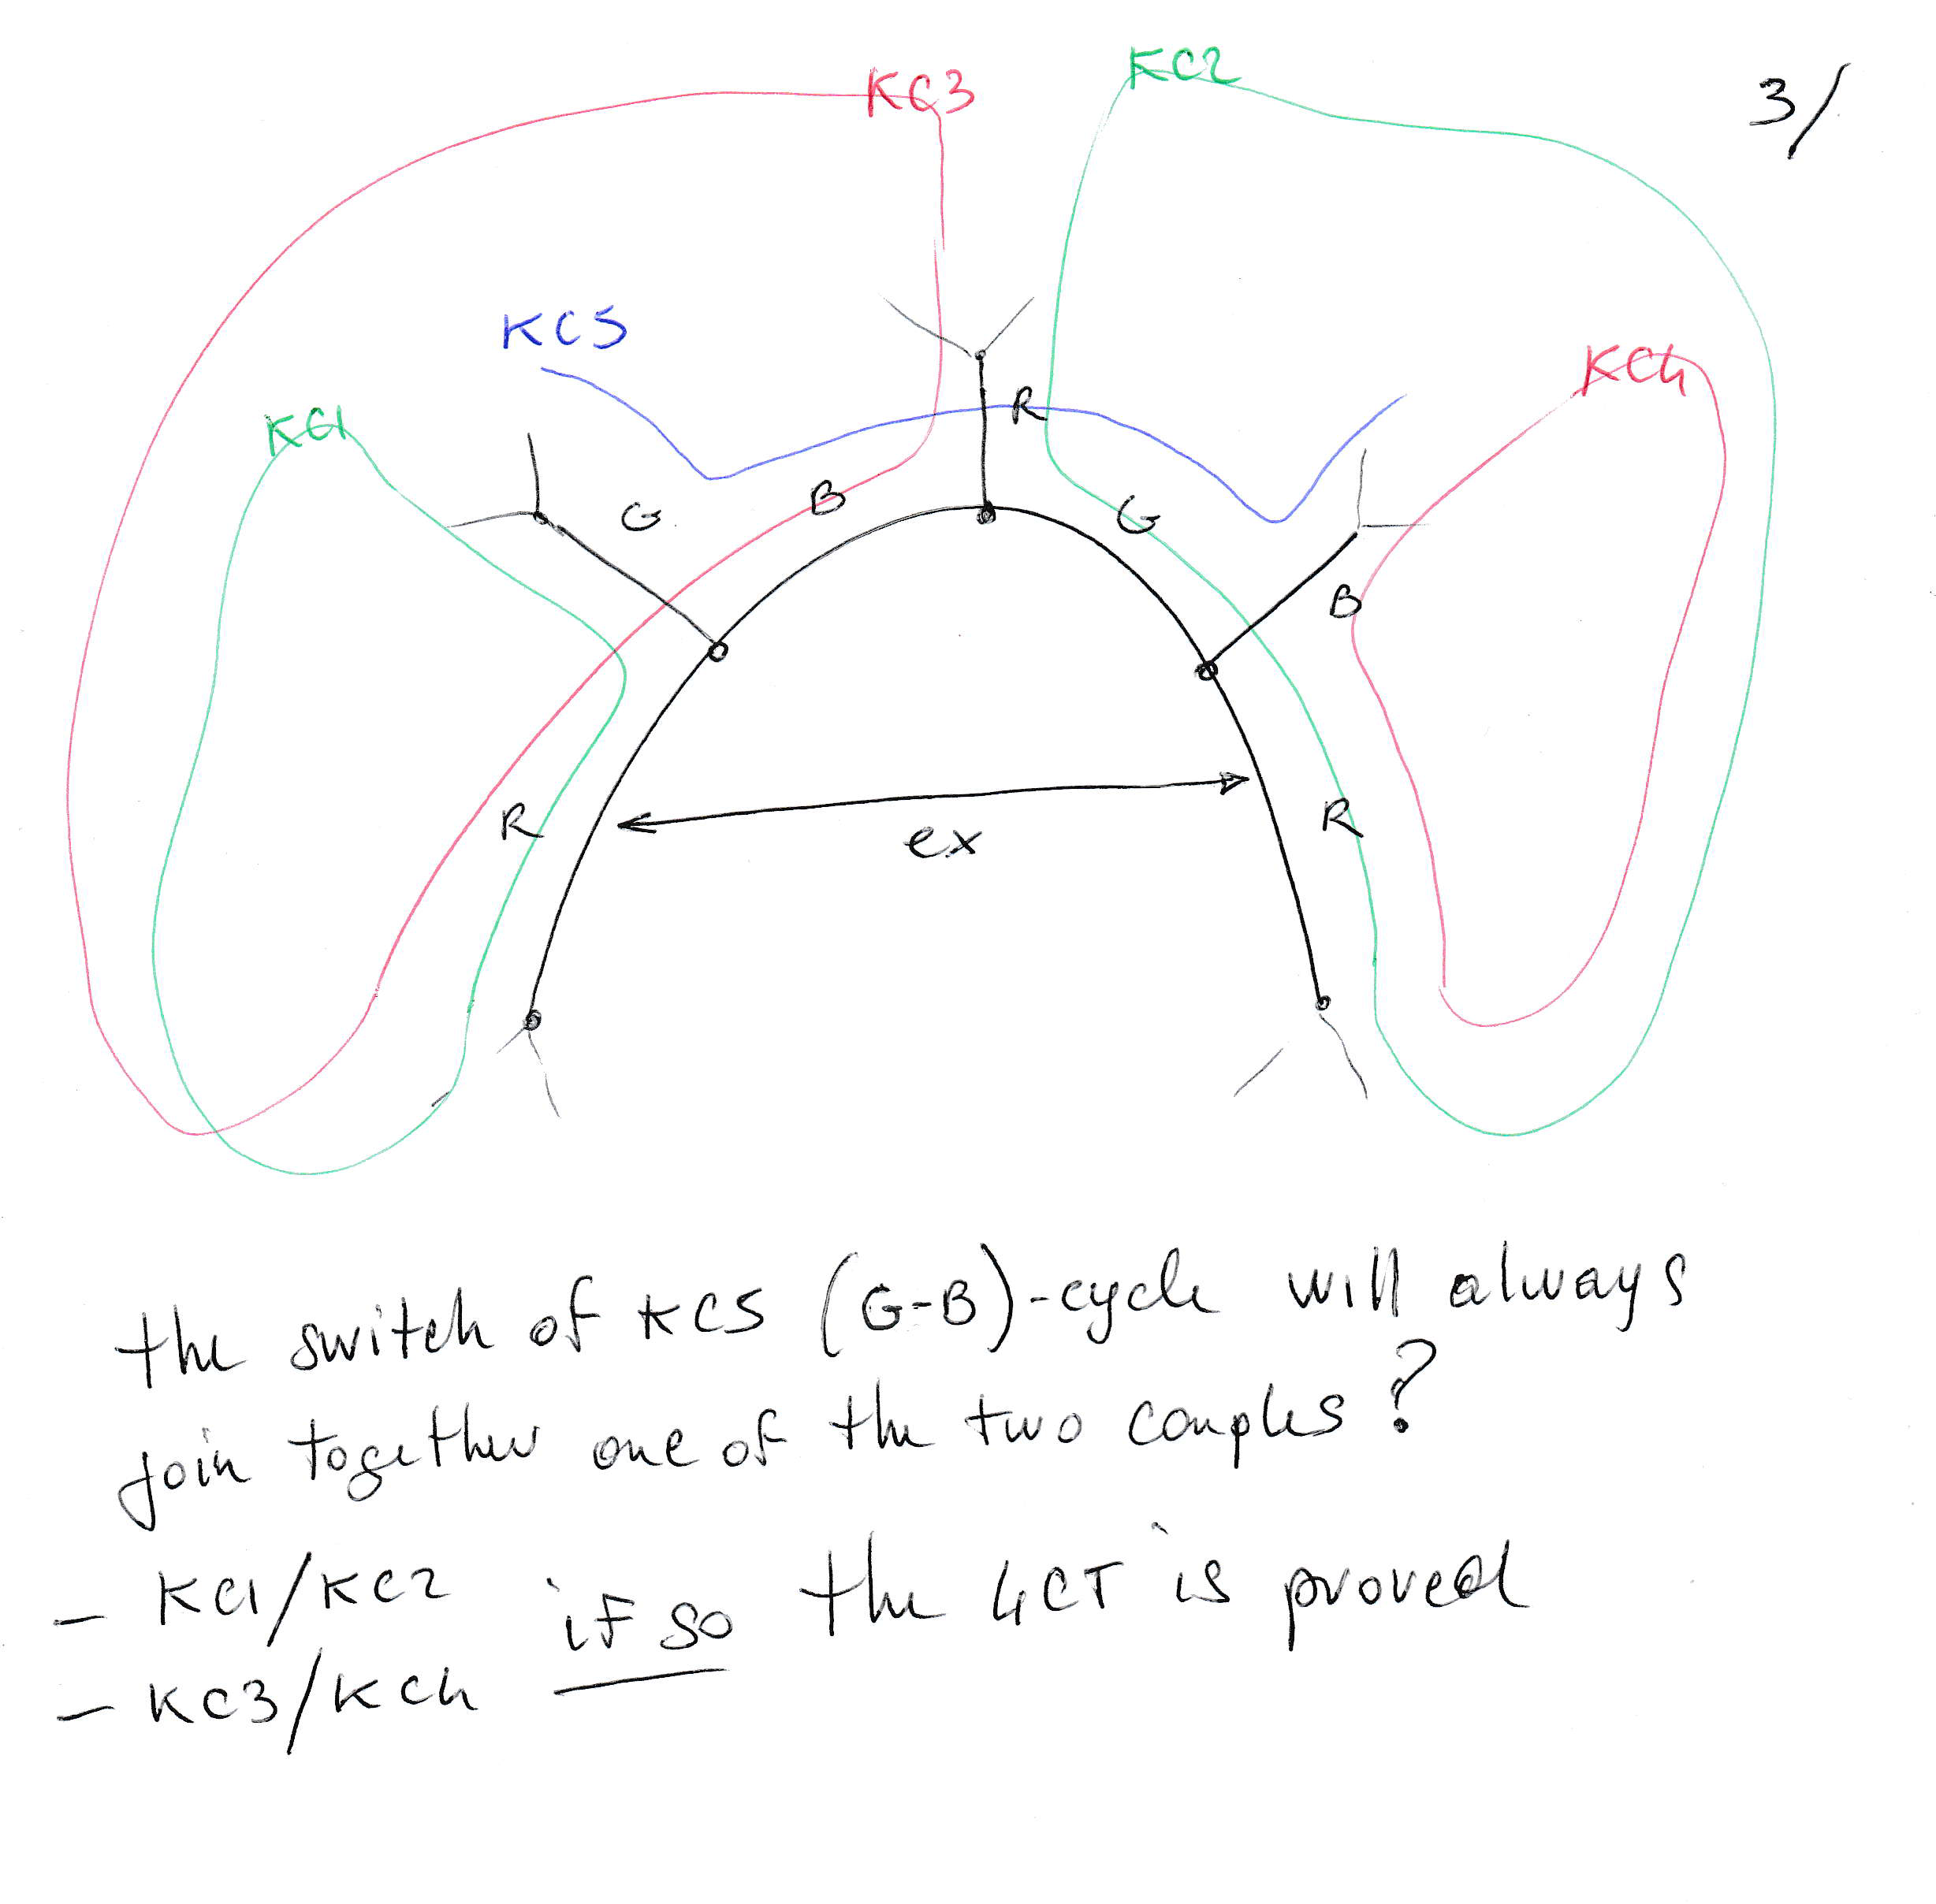 KC3
KC2
3/
KC5
KC4
KC1
R
B
G
G
B
R
R
ex
the switch of KC5 (G-B)-cycle will always
join together one of the two couples?
- KC1/KC2 if so the 4CT is proved
- KC3/KC4